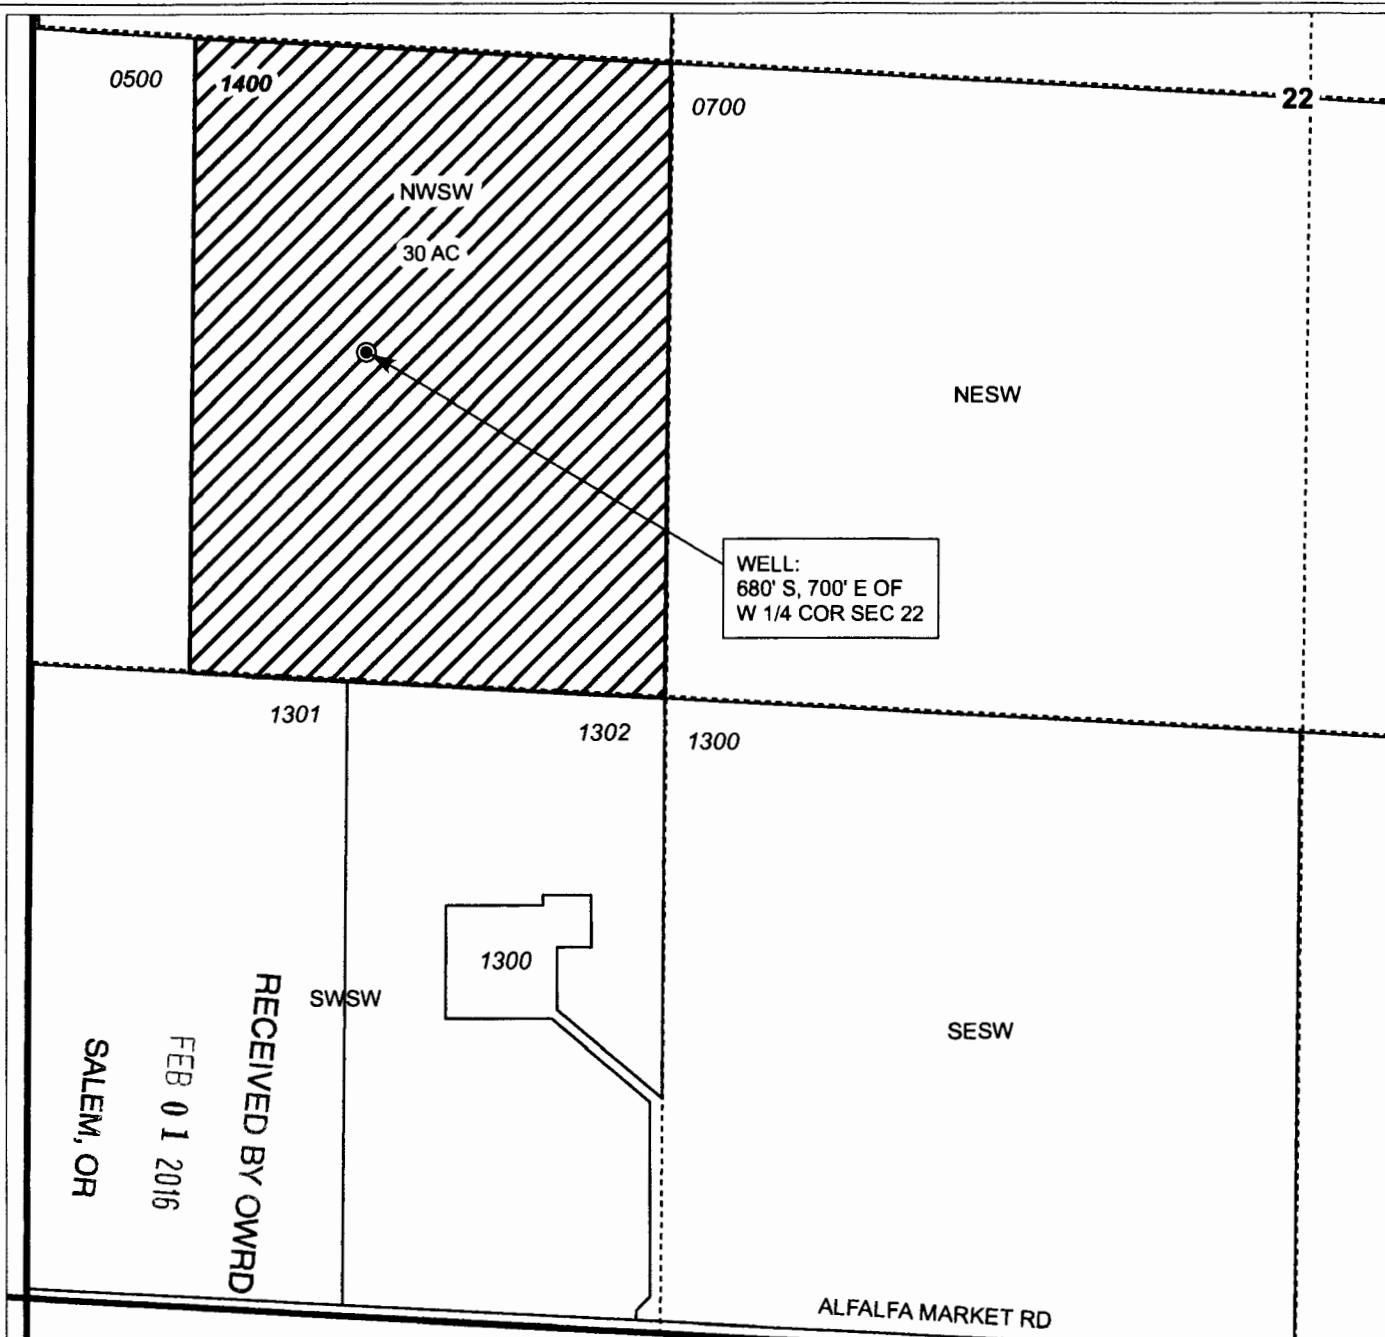 0500
1400
0700
22
NWSW
30 AC
NESW
WELL:
680' S, 700' E OF
W 1/4 COR SEC 22
1301
1302
1300
1300
SWSW
SESW
RECEIVED BY OWRD
FEB 01 2016
SALEM, OR
ALFALFA MARKET RD